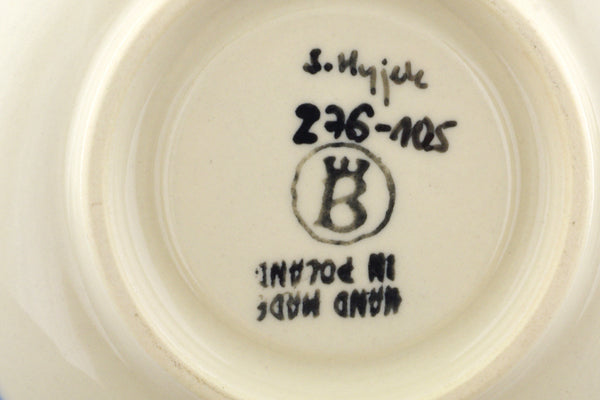 S. Hyjek
276-105
B
HAND MADE
IN POLAND